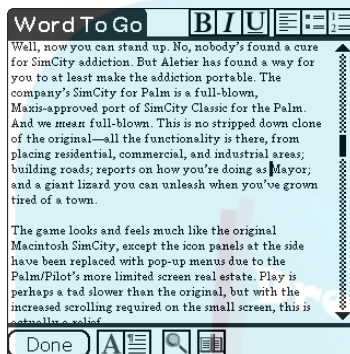 Word To Go B I U
Well, now you can stand up. No, nobody's found a cure
for SimCity addiction. But Aletier has found a way for
you to at least make the addiction portable. The
company's SimCity for Palm is a full-blown,
Maxis-approved port of SimCity Classic for the Palm.
And we mean full-blown. This is no stripped down clone
of the original—all the functionality is there, from
placing residential, commercial, and industrial areas;
building roads; reports on how you're doing as Mayor;
and a giant lizard you can unleash when you've grown
tired of a town.
The game looks and feels much like the original
Macintosh SimCity, except the icon panels at the side
have been replaced with pop-up menus due to the
Palm/Pilot's more limited screen real estate. Play is
perhaps a tad slower than the original, but with the
increased scrolling required on the small screen, this is
actually a relief
Done A